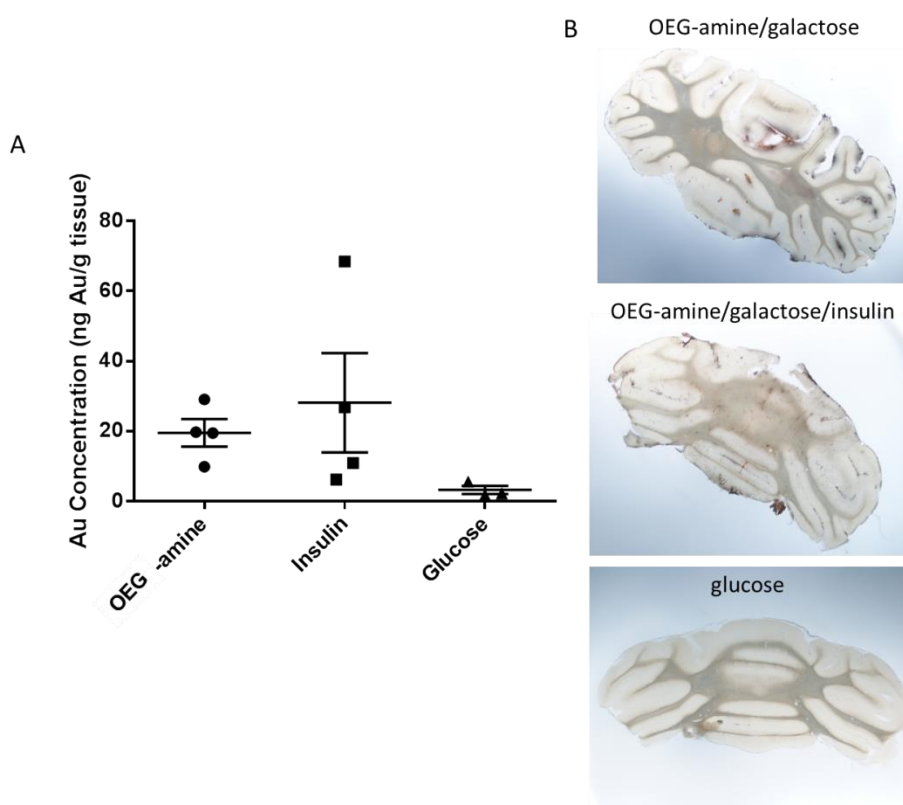 A
Au Concentration (ng Au/g tissue)
80
60
40
20
0
OEG -amine
Insulin
Glucose
B
OEG-amine/galactose
OEG-amine/galactose/insulin
glucose